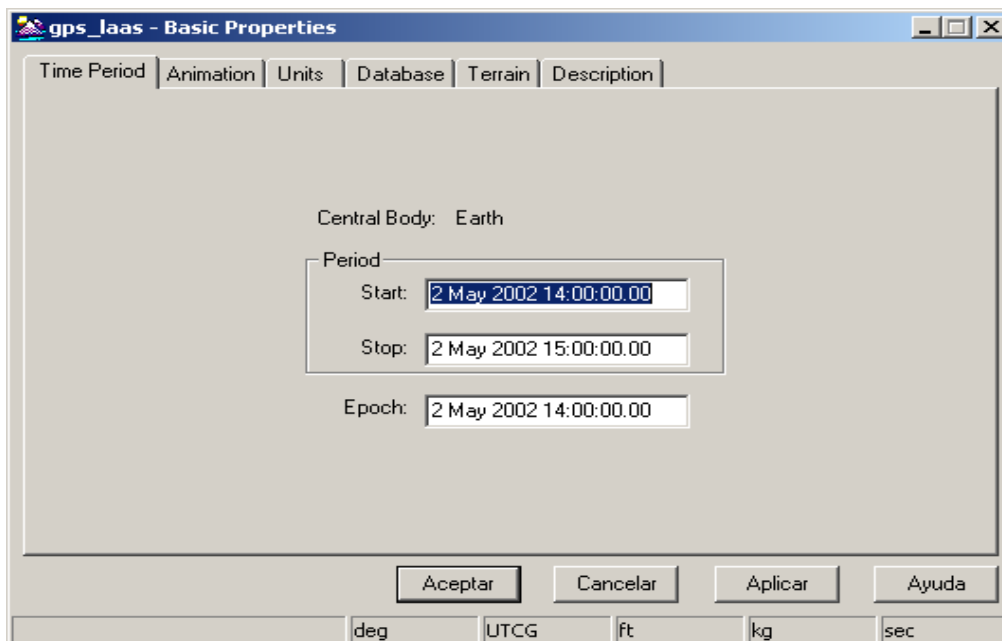 gps_laas - Basic Properties
Time Period Animation Units Database Terrain Description
Central Body: Earth
Period
Start: 2 May 2002 14:00:00.00
Stop: 2 May 2002 15:00:00.00
Epoch: 2 May 2002 14:00:00.00
Aceptar Cancelar Aplicar Ayuda
deg UTCG ft kg sec